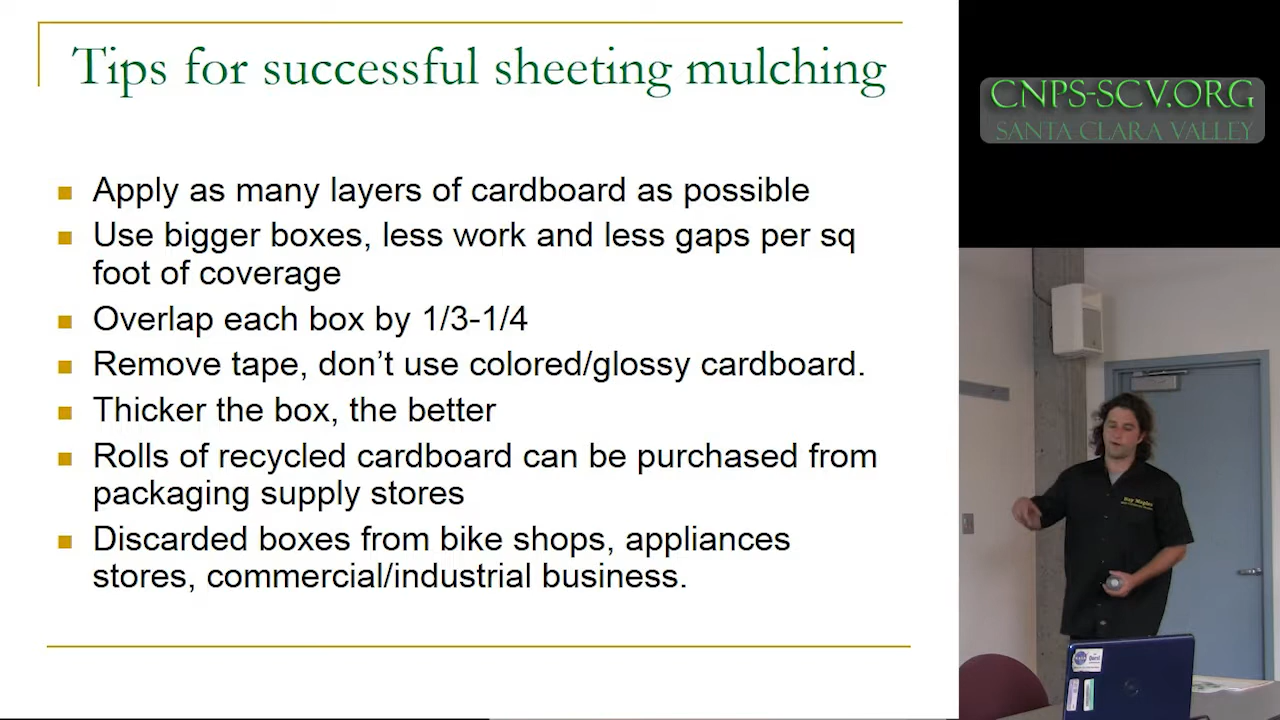 Tips for successful sheeting mulching
Apply as many layers of cardboard as possible
Use bigger boxes, less work and less gaps per sq
foot of coverage
Overlap each box by 1/3-1/4
Remove tape, don’t use colored/glossy cardboard.
Thicker the box, the better
Rolls of recycled cardboard can be purchased from
packaging supply stores
Discarded boxes from bike shops, appliances
stores, commercial/industrial business.
CNPS-SCV.ORG
SANTA CLARA VALLEY